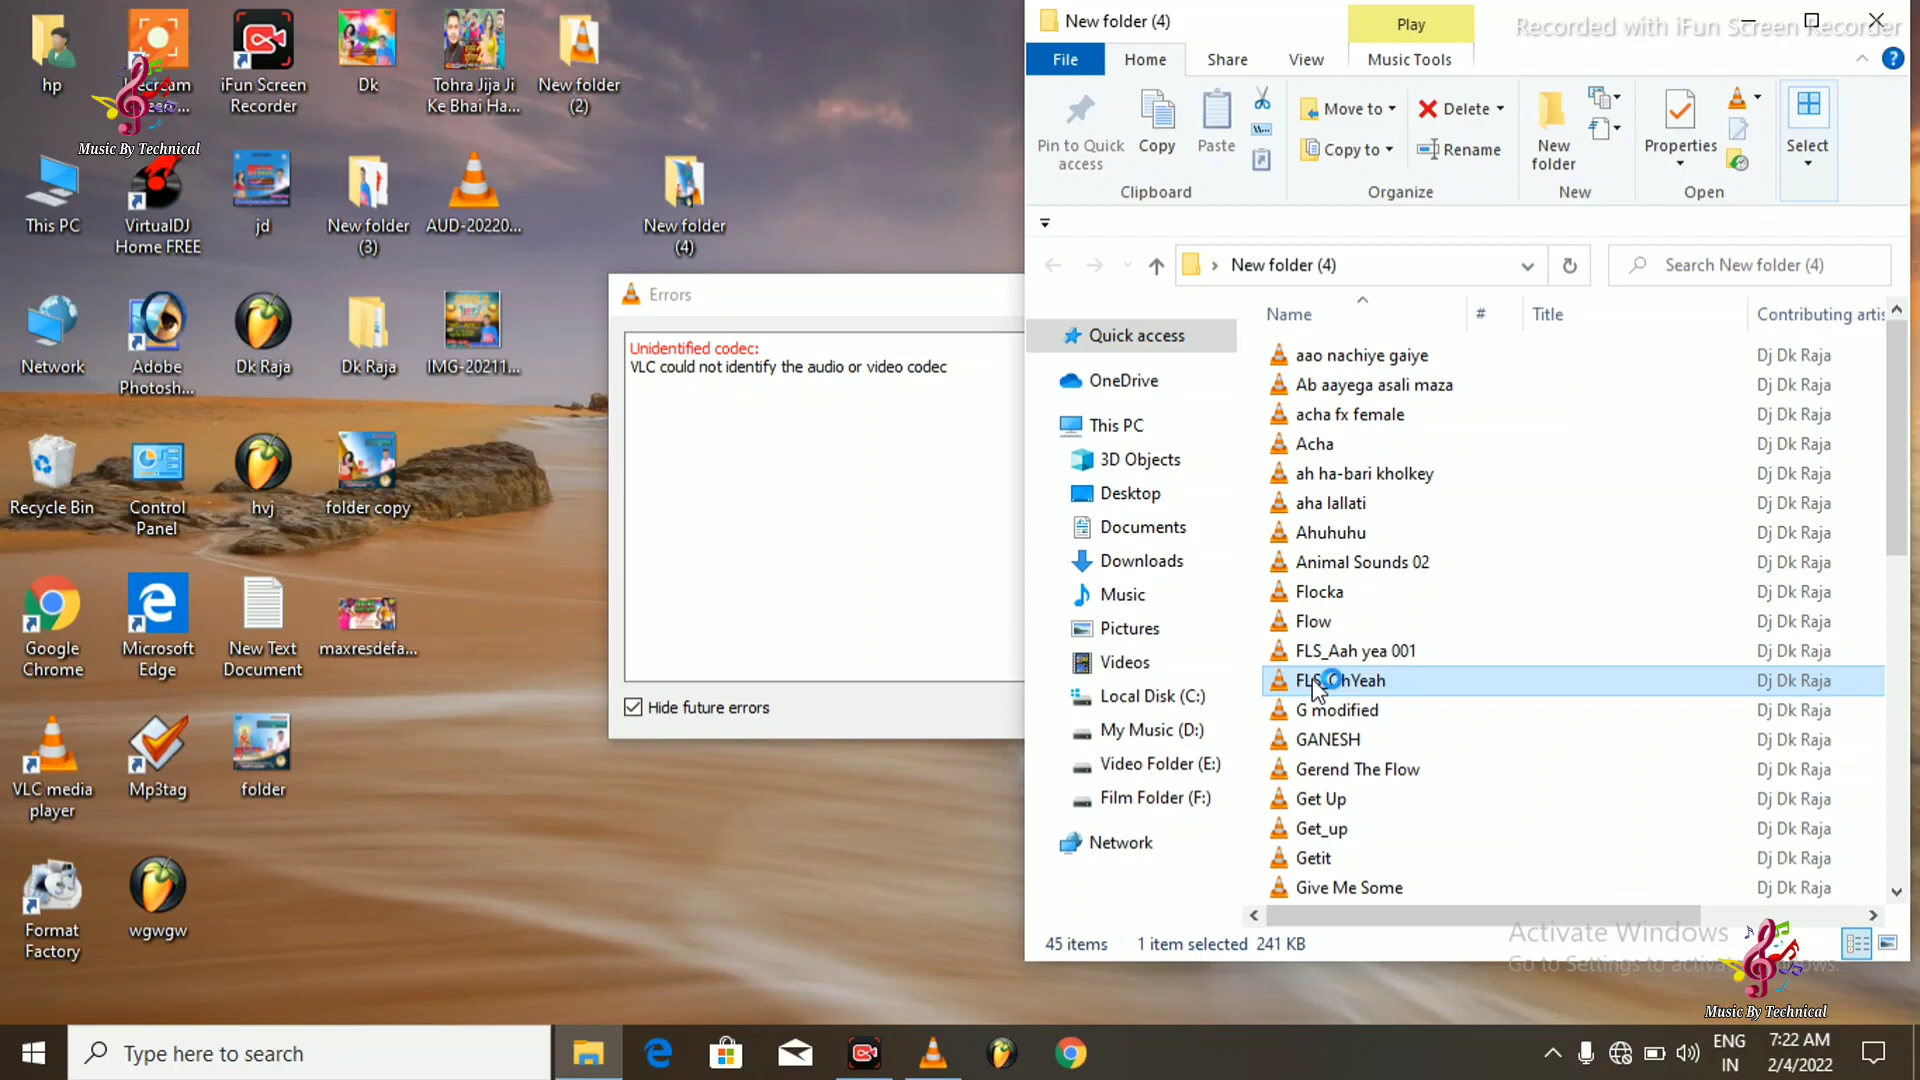 hp
iFun Screen
Recorder
Dk
Tohra Jija Ji
Ke Bhai Ha...
New folder
(2)
Music By Technical
This PC
VirtualDJ
Home FREE
jd
New folder
(3)
AUD-20220...
New folder
(4)
Network
Adobe
Photosh...
Dk Raja
Dk Raja
IMG-20211...
Recycle Bin
Control
Panel
hvj
folder copy
Google
Chrome
Microsoft
Edge
New Text
Document
maxresdefa...
VLC media
player
Mp3tag
folder
Format
Factory
wgwgw
Errors
Unidentified codec:
VLC could not identify the audio or video codec
Hide future errors
New folder (4)
Play
Recorded with iFun Screen Recorder
File
Home
Share
View
Music Tools
Pin to Quick
access
Copy
Paste
Clipboard
Move to
Copy to
Delete
Rename
Organize
New
folder
New
Properties
Open
Select
New folder (4)
Search New folder (4)
Name
#
Title
Contributing artis
Quick access
OneDrive
This PC
3D Objects
Desktop
Documents
Downloads
Music
Pictures
Videos
Local Disk (C:)
My Music (D:)
Video Folder (E:)
Film Folder (F:)
Network
aao nachiye gaiye Dj Dk Raja
Ab aayega asali maza Dj Dk Raja
acha fx female Dj Dk Raja
Acha Dj Dk Raja
ah ha-bari kholkey Dj Dk Raja
aha lallati Dj Dk Raja
Ahuhuhu Dj Dk Raja
Animal Sounds 02 Dj Dk Raja
Flocka Dj Dk Raja
Flow Dj Dk Raja
FLS_Aah yea 001 Dj Dk Raja
FLS_OhYeah Dj Dk Raja
G modified Dj Dk Raja
GANESH Dj Dk Raja
Gerend The Flow Dj Dk Raja
Get Up Dj Dk Raja
Get_up Dj Dk Raja
Getit Dj Dk Raja
Give Me Some Dj Dk Raja
45 items
1 item selected 241 KB
Activate Windows
Go to Settings to activate Windows.
Music By Technical
Type here to search
ENG
IN
7:22 AM
2/4/2022